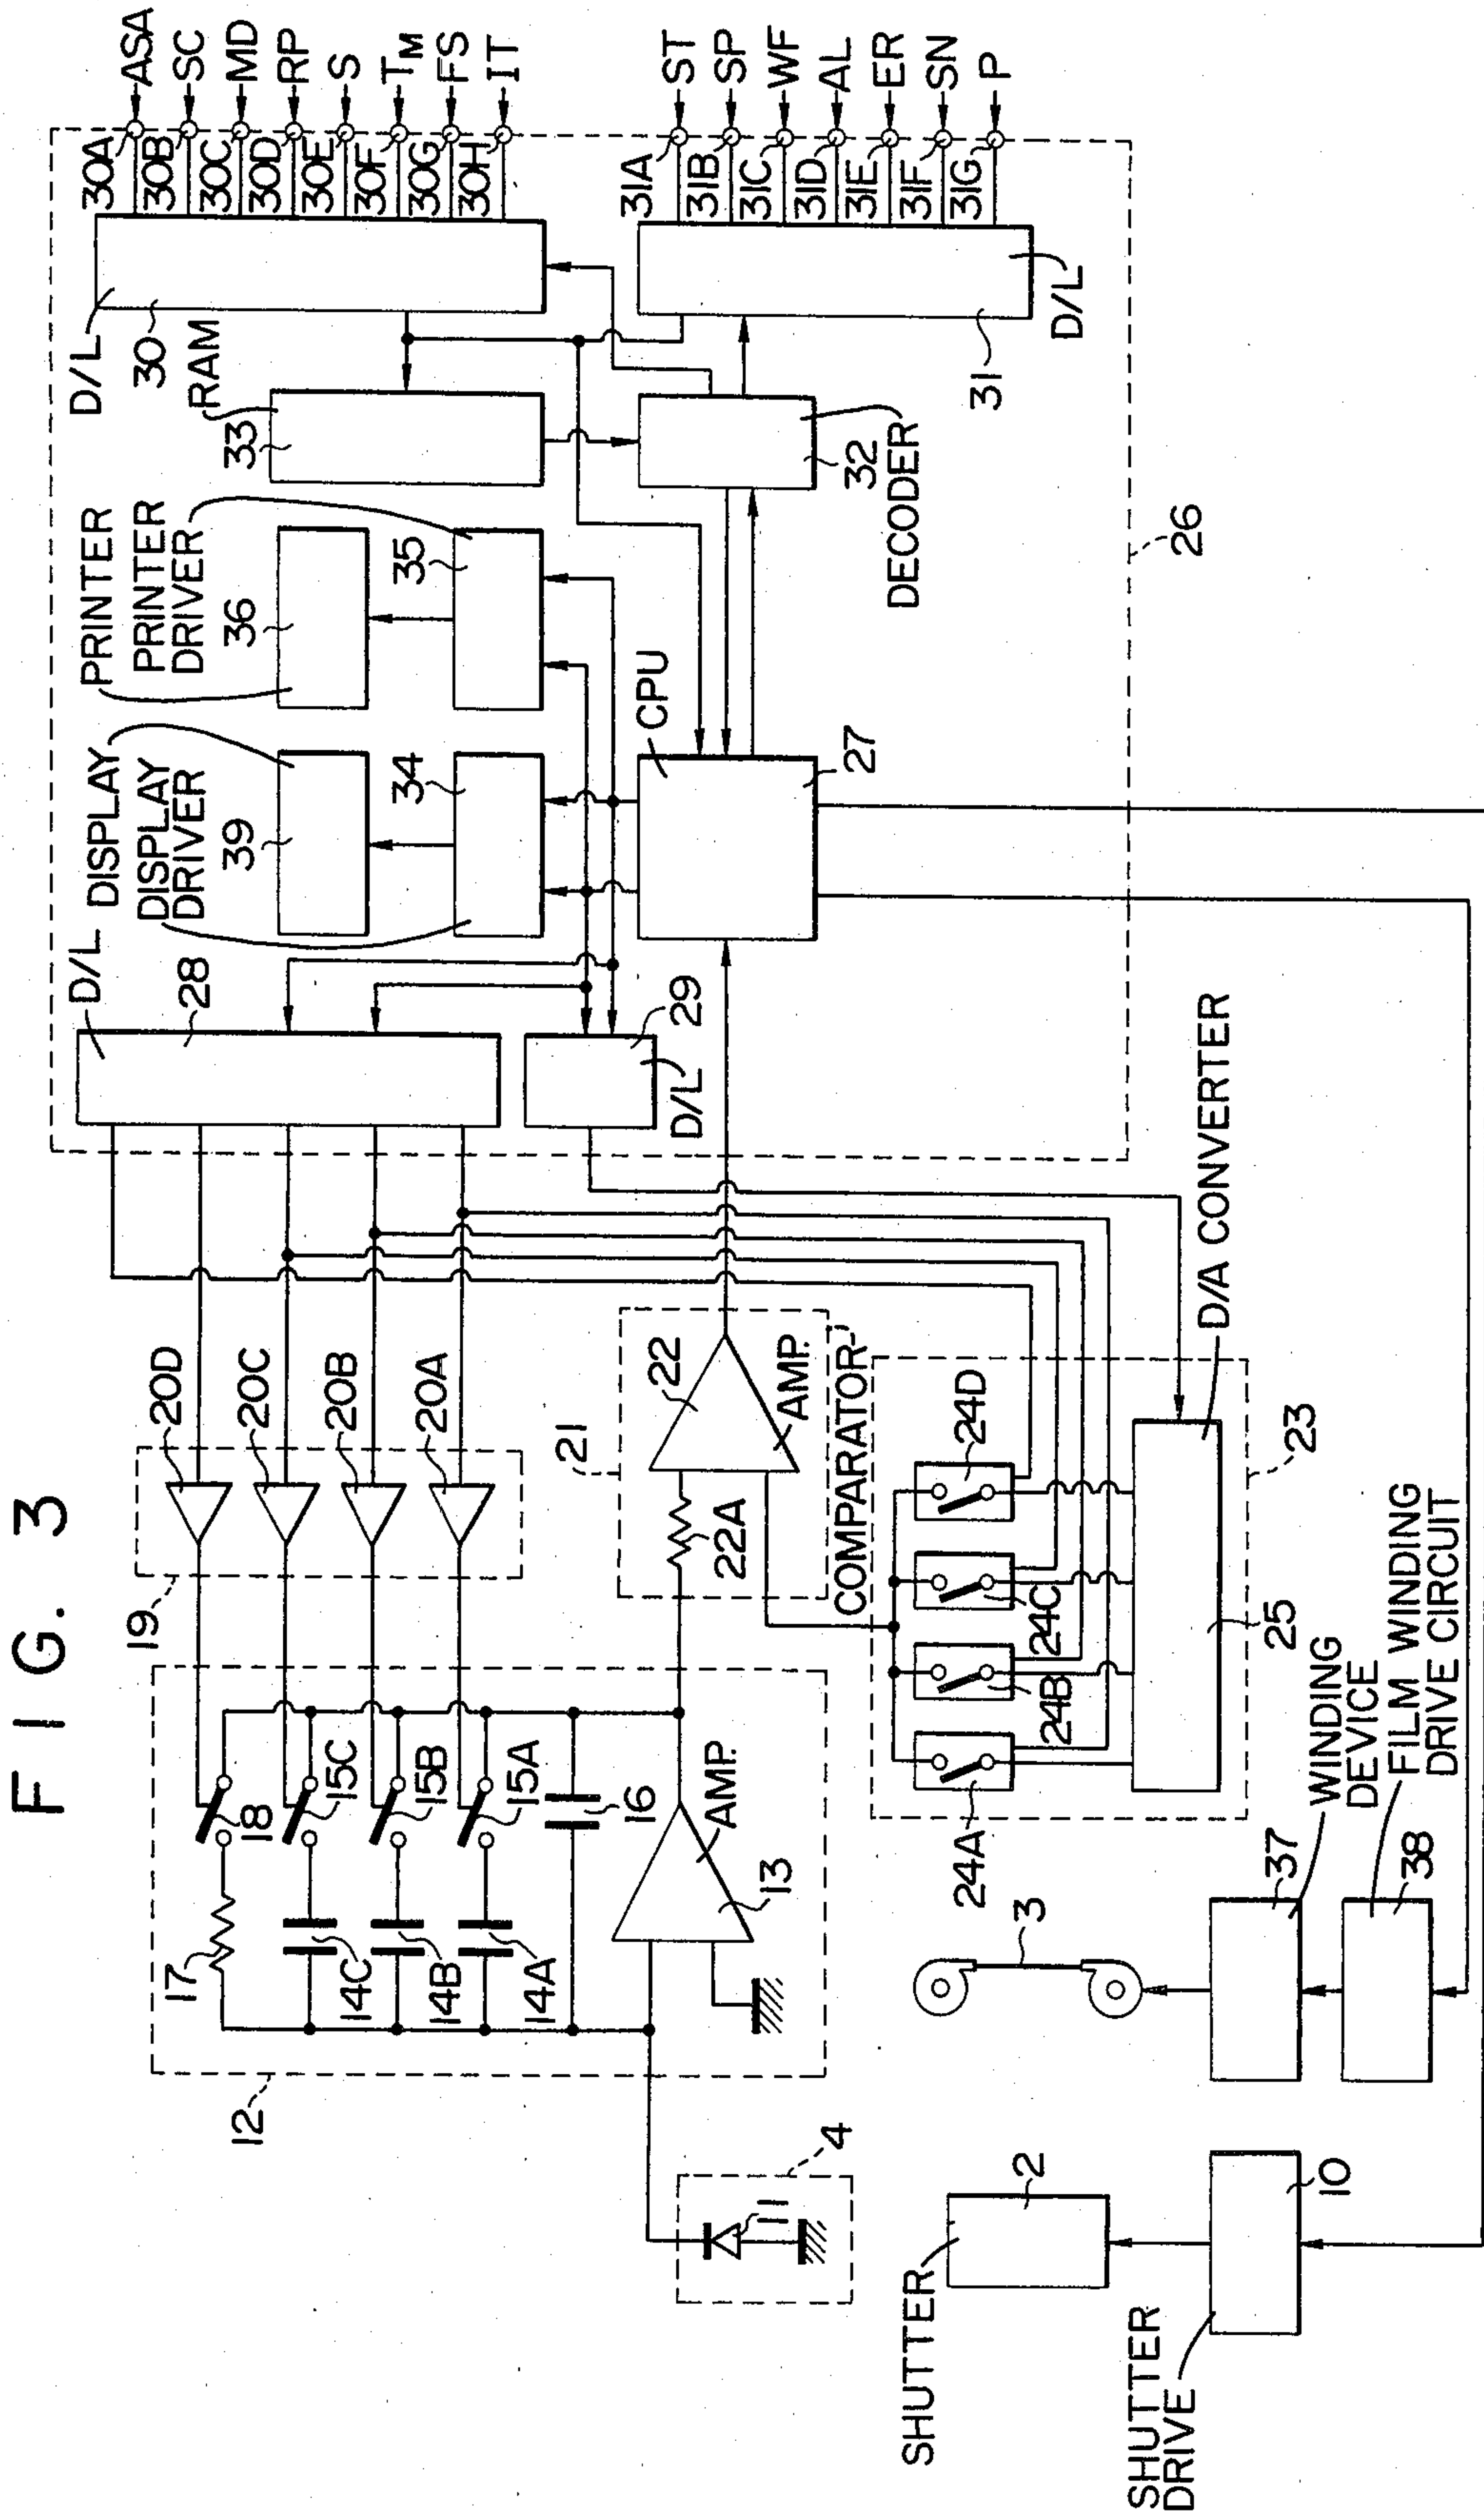 FIG. 3
D/L
30
RAM
33
PRINTER
PRINTER
DRIVER
36
35
DISPLAY
DISPLAY
DRIVER
39
34
D/L
28
29
D/L
CPU
27
32
DECODER
31
D/L
26
30A
30B
30C
30D
30E
30F
30G
30H
ASA
SC
MD
RP
S
TM
FS
IT
31A
31B
31C
31D
31E
31F
31G
ST
SP
WF
AL
ER
SN
P
20D
20C
20B
20A
19
21
22
22A
AMP.
COMPARATOR
24D
24C
24B
24A
D/A CONVERTER
23
25
12
17
18
15C
15B
15A
14C
14B
14A
16
AMP.
13
4
11
3
WINDING
DEVICE
FILM WINDING
DRIVE CIRCUIT
37
38
SHUTTER
2
SHUTTER
DRIVE
10